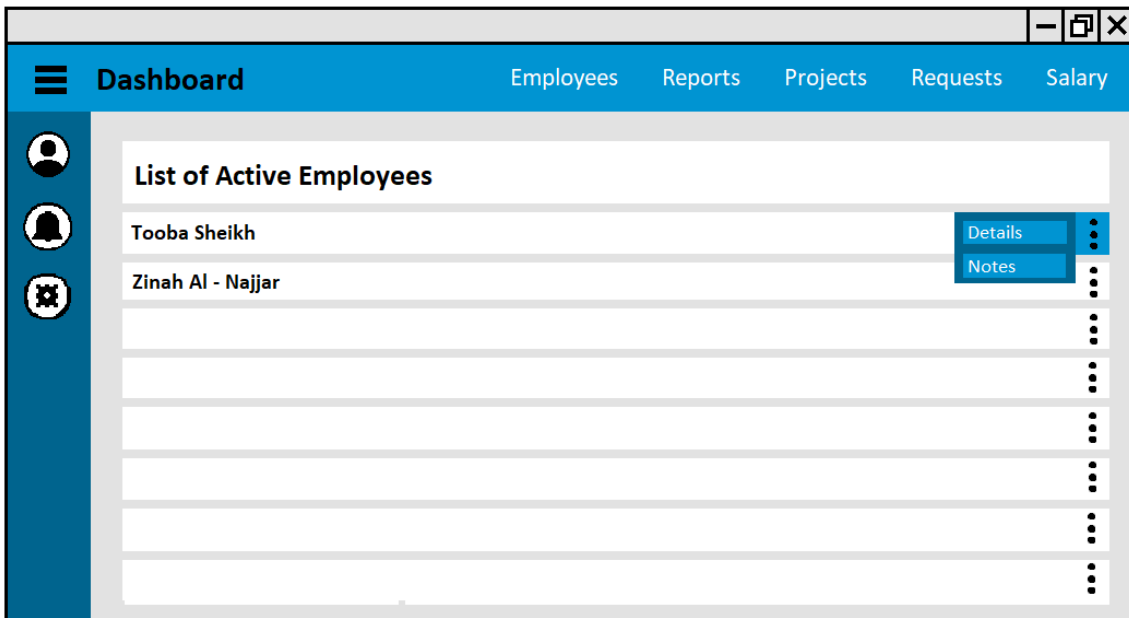 Dashboard Employees Reports Projects Requests Salary
List of Active Employees
Tooba Sheikh
Details
Notes
Zinah Al - Najjar